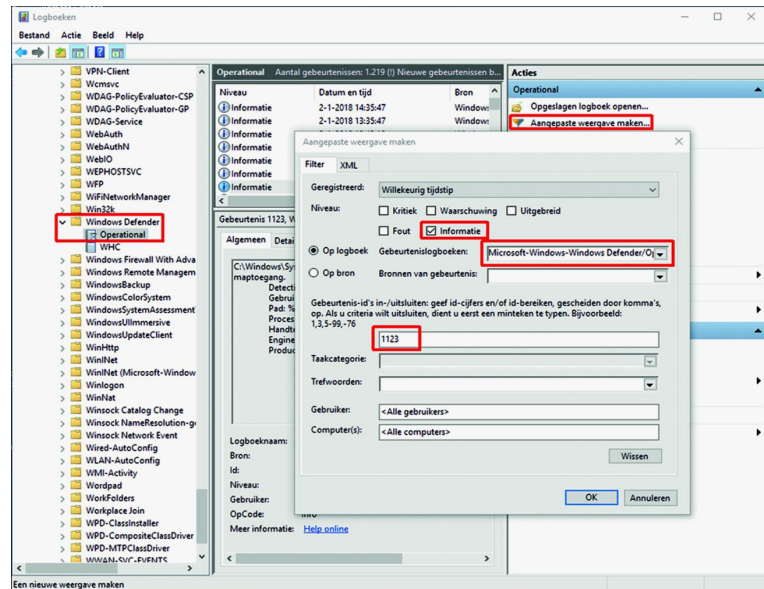 Logboeken
Bestand Actie Beeld Help
VPN-Client
Wcmsvc
WDAG-PolicyEvaluator-CSP
WDAG-PolicyEvaluator-GP
WDAG-Service
WebAuth
WebAuthN
WebIO
WEPHOSTSVC
WFP
WiFiNetworkManager
Win32k
Windows Defender
Operational
WHC
Windows Firewall With Adva
Windows Remote Managem
WindowsBackup
WindowsColorSystem
WindowsSystemAssessment
WindowsUIImmersive
WindowsUpdateClient
WinHttp
WinINet
WinINet (Microsoft-Window
Winlogon
WinNat
Winsock Catalog Change
Winsock NameResolution-g
Winsock Network Event
Wired-AutoConfig
WLAN-AutoConfig
WMI-Activity
Wordpad
WorkFolders
Workplace Join
WPD-ClassInstaller
WPD-CompositeClassDriver
WPD-MTPClassDriver
WWAN-SVC-EVENTS
Operational Aantal gebeurtenissen: 1.219 (!) Nieuwe gebeurtenissen b...
Niveau Datum en tijd Bron
Informatie 2-1-2018 14:35:47 Window:
Informatie 2-1-2018 13:35:47 Window:
Informatie
Informatie
Informatie
Informatie
Informatie
Gebeurtenis 1123, W
Algemeen Detai
C:\Windows\Sy
maptoegang.
Detecti
Gebrui
Pad: %
Proces
Handte
Engine
Produc
Logboeknaam:
Bron:
Id:
Niveau:
Gebruiker:
OpCode: Info
Meer informatie: Help online
Acties
Operational
Opgeslagen logboek openen...
Aangepaste weergave maken...
Aangepaste weergave maken
Filter XML
Geregistreerd: Willekeurig tijdstip
Niveau: Kritiek Waarschuwing Uitgebreid
Fout Informatie
Op logboek Gebeurtenislogboeken: Microsoft-Windows-Windows Defender/Op
Op bron Bronnen van gebeurtenis:
Gebeurtenis-id's in-/uitsluiten: geef id-cijfers en/of id-bereiken, gescheiden door komma's,
op. Als u criteria wilt uitsluiten, dient u eerst een minteken te typen. Bijvoorbeeld:
1,3,5-99,-76
1123
Taakcategorie:
Trefwoorden:
Gebruiker: <Alle gebruikers>
Computer(s): <Alle computers>
Wissen
OK Annuleren
Een nieuwe weergave maken